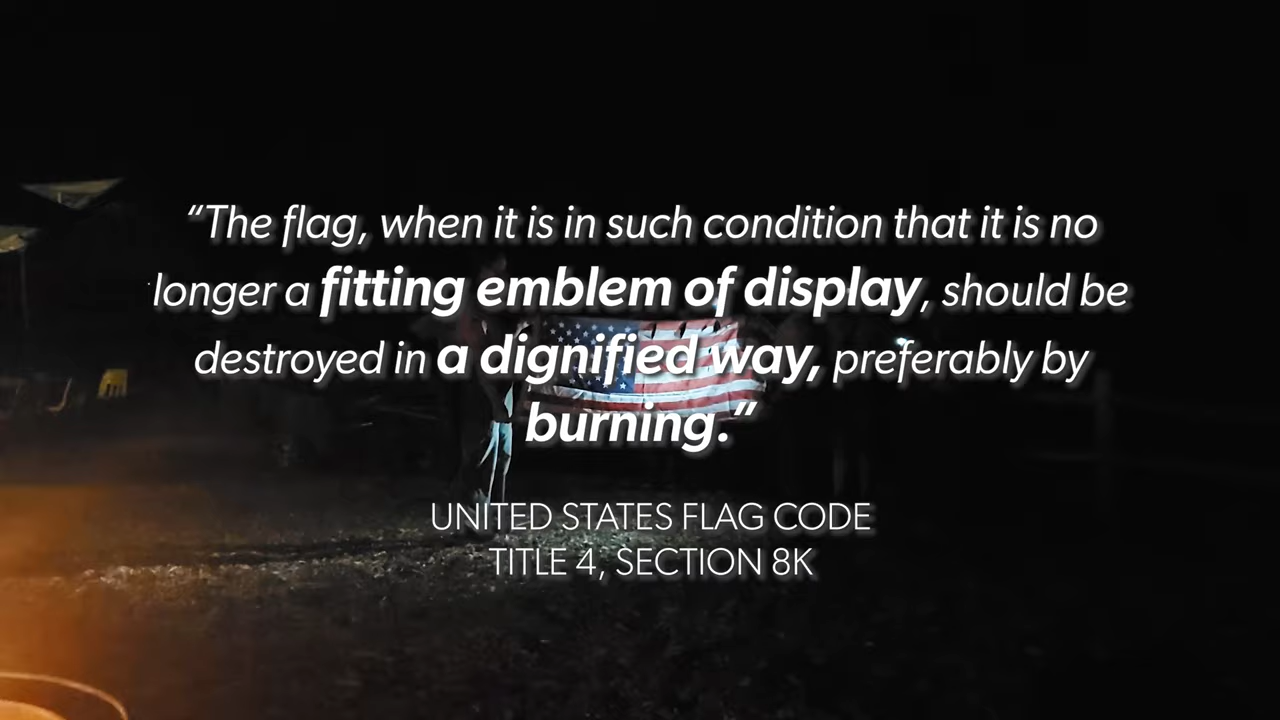 “The flag, when it is in such condition that it is no
longer a fitting emblem of display, should be
destroyed in a dignified way, preferably by
burning.”
UNITED STATES FLAG CODE
TITLE 4, SECTION 8K